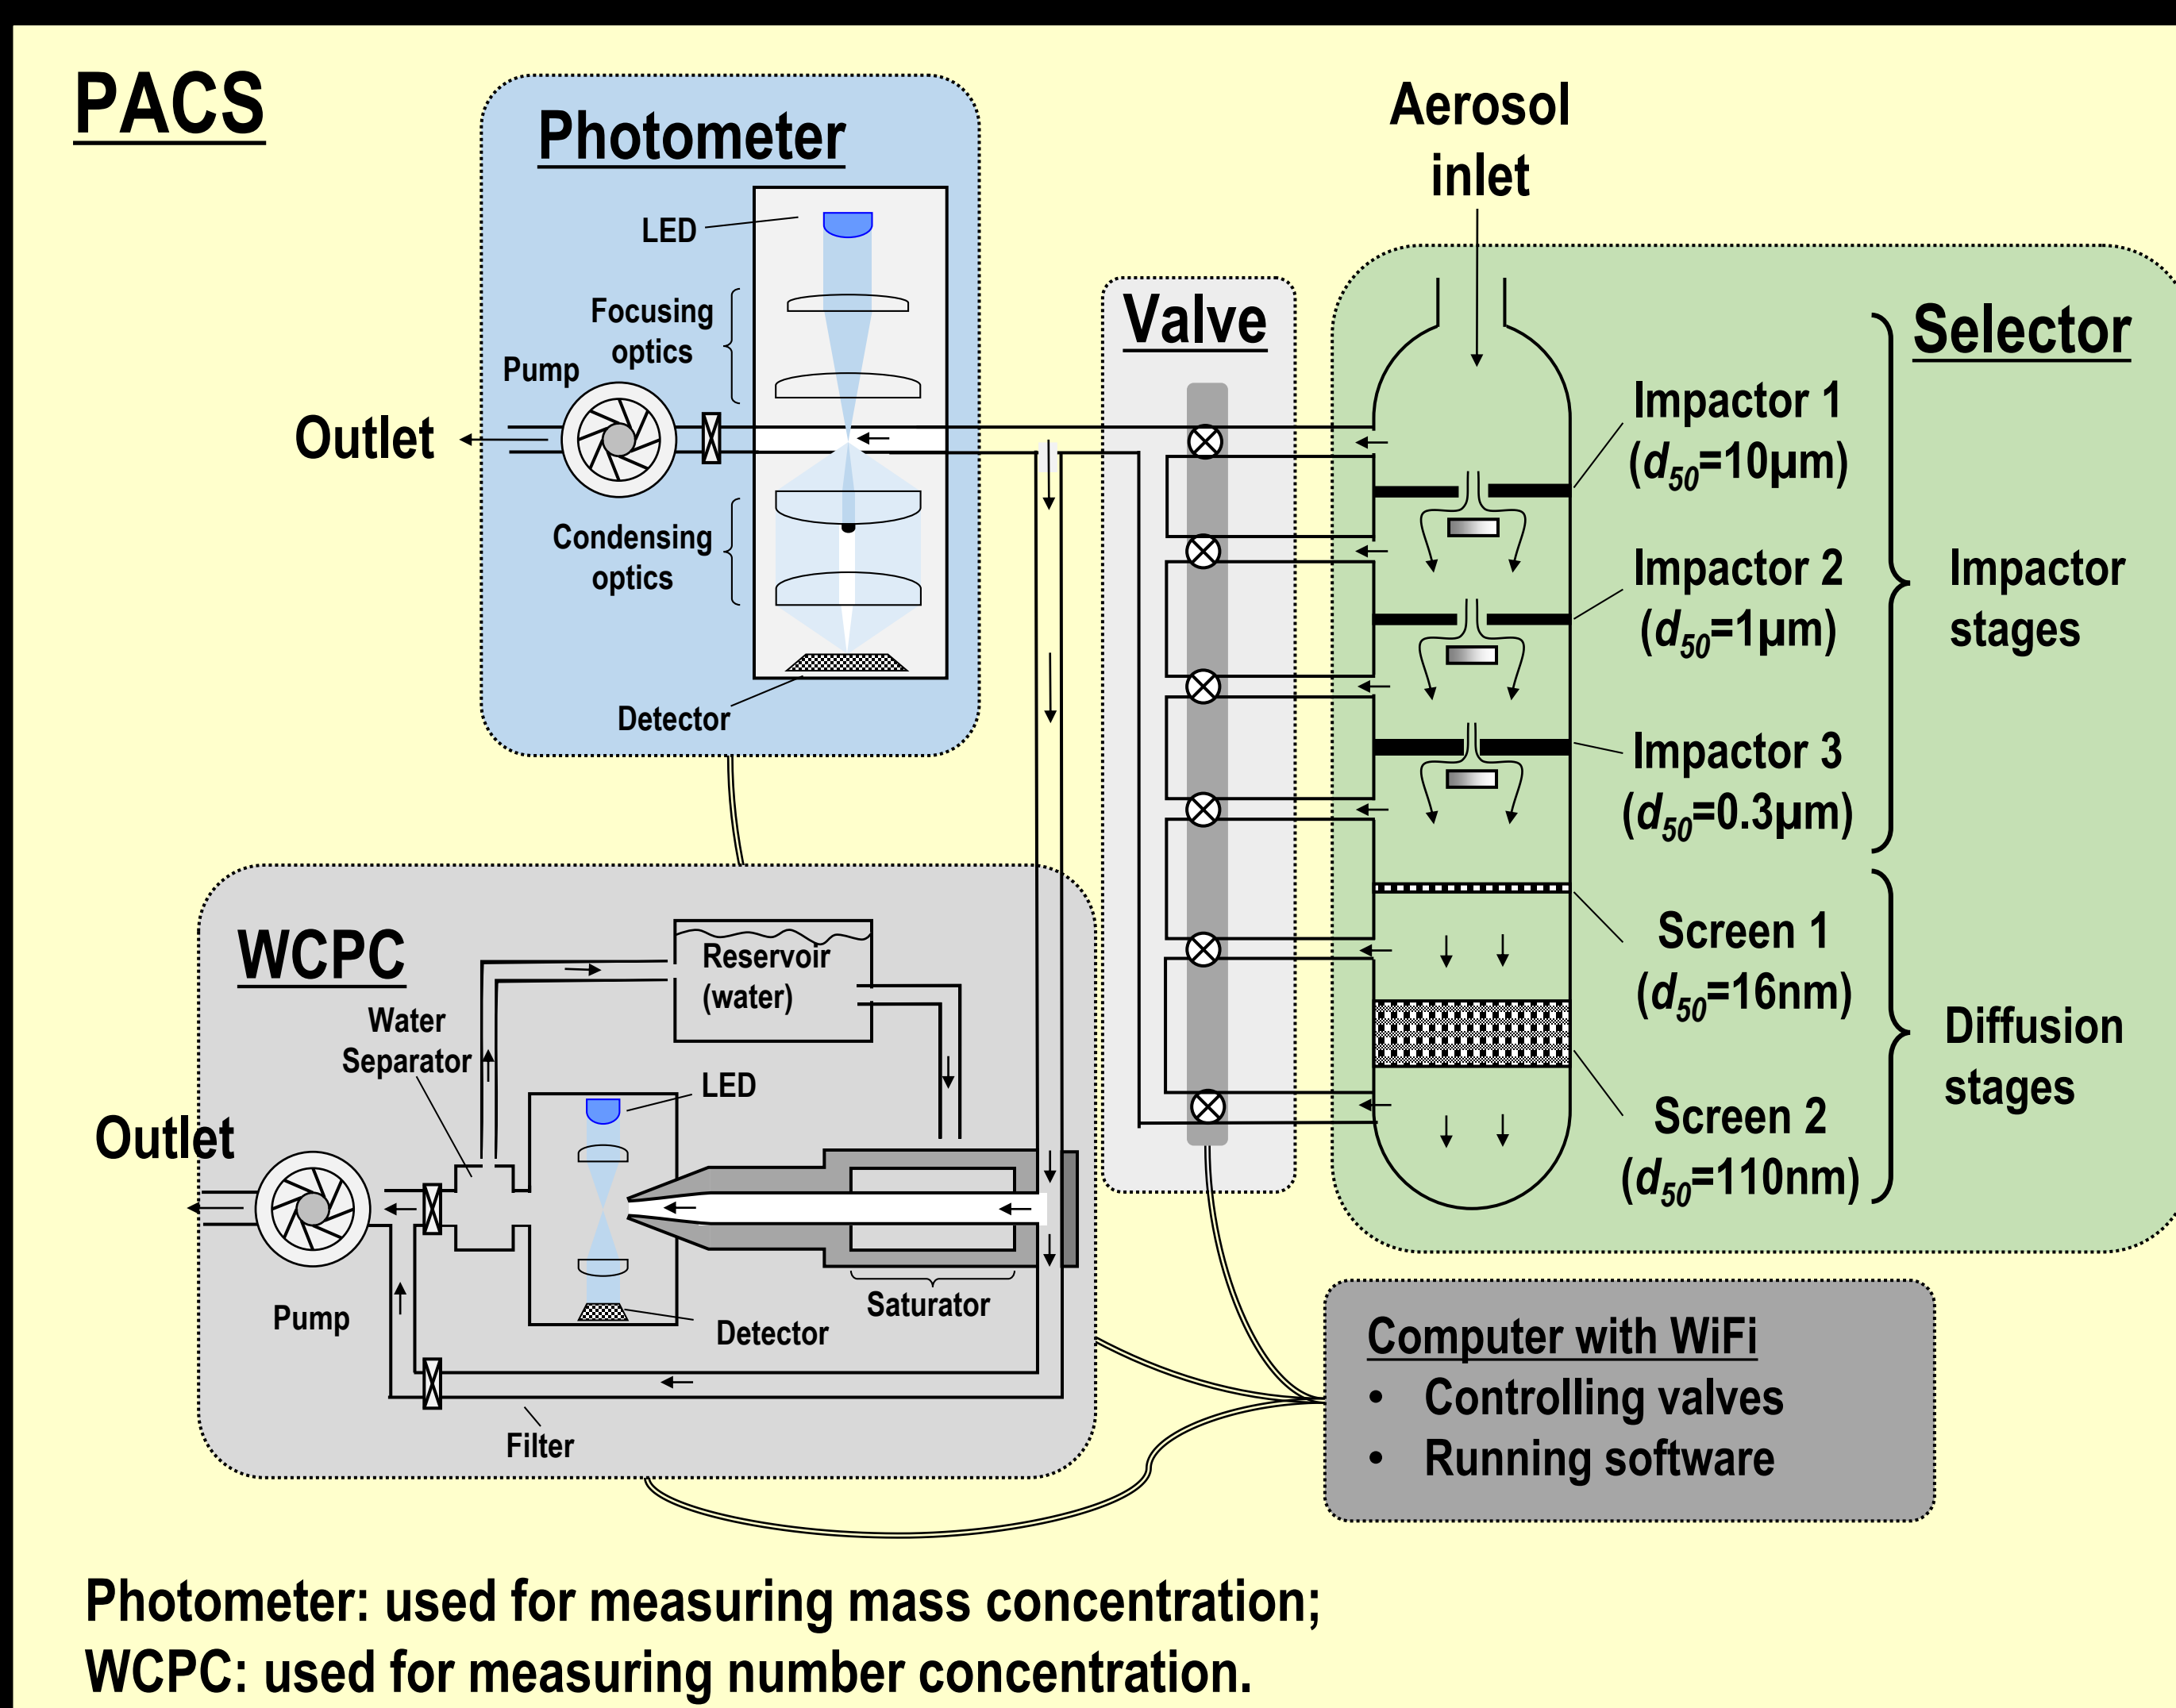 PACS
Photometer
LED
Focusing
optics
Pump
Outlet
Condensing
optics
Detector
Valve
Aerosol
inlet
Selector
Impactor 1
(d50=10μm)
Impactor 2
(d50=1μm)
Impactor
stages
Impactor 3
(d50=0.3μm)
Screen 1
(d50=16nm)
Diffusion
stages
Screen 2
(d50=110nm)
WCPC
Reservoir
(water)
Water
Separator
LED
Outlet
Pump
Saturator
Detector
Filter
Computer with WiFi
• Controlling valves
• Running software
Photometer: used for measuring mass concentration;
WCPC: used for measuring number concentration.